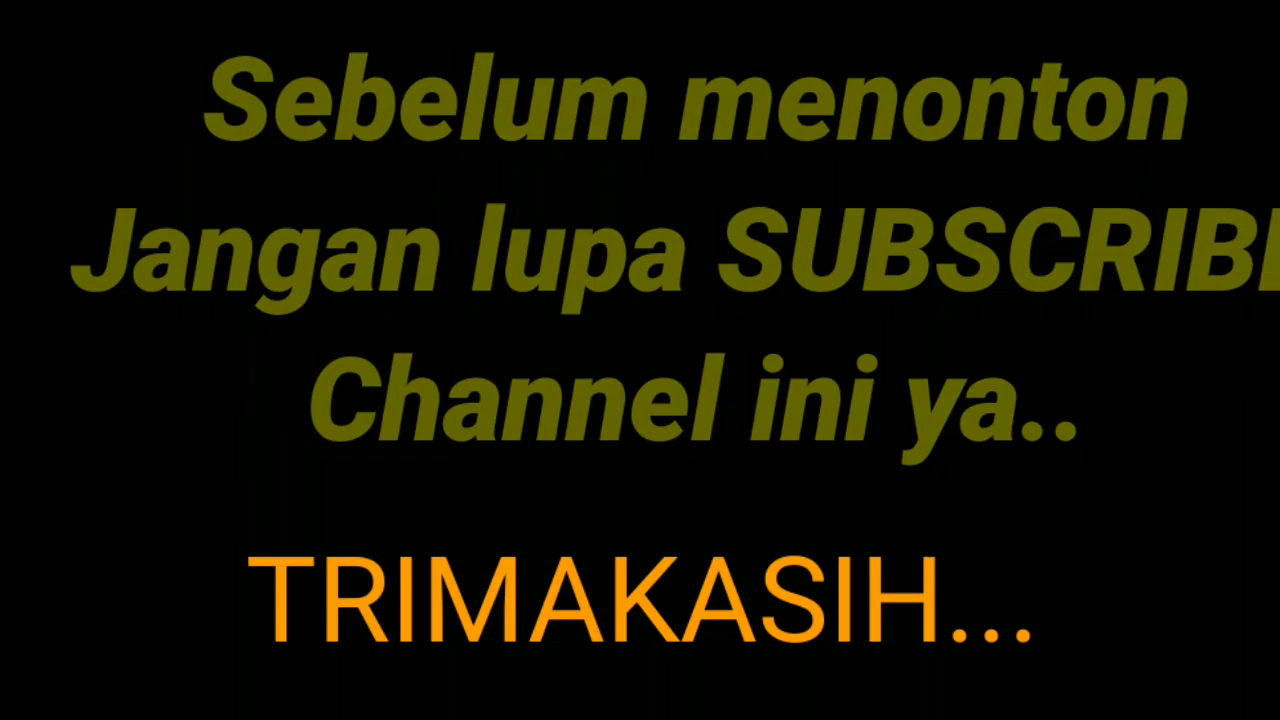 Sebelum menonton
Jangan lupa SUBSCRIBE
Channel ini ya..
TRIMAKASIH...